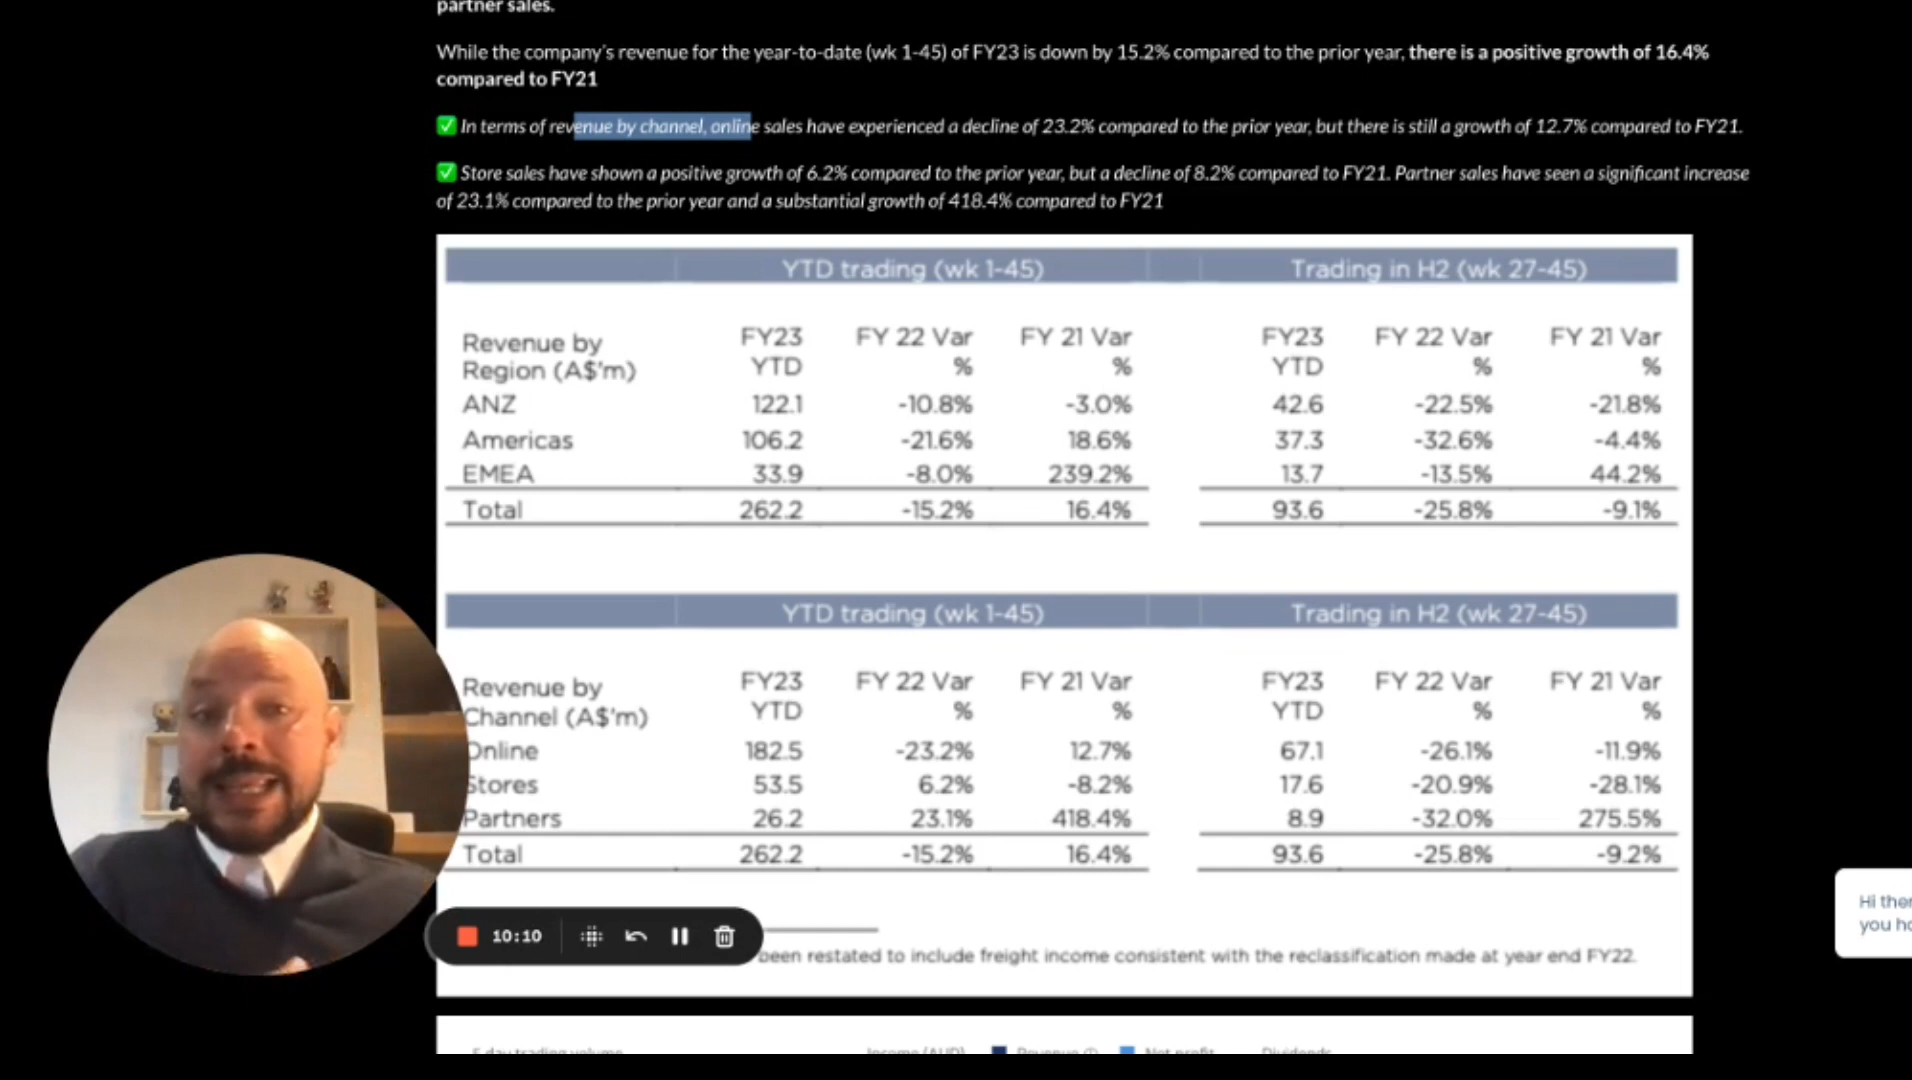 partner sales.
While the company's revenue for the year-to-date (wk 1-45) of FY23 is down by 15.2% compared to the prior year, there is a positive growth of 16.4%
compared to FY21
✅ In terms of revenue by channel, online sales have experienced a decline of 23.2% compared to the prior year, but there is still a growth of 12.7% compared to FY21.
✅ Store sales have shown a positive growth of 6.2% compared to the prior year, but a decline of 8.2% compared to FY21. Partner sales have seen a significant increase
of 23.1% compared to the prior year and a substantial growth of 418.4% compared to FY21
YTD trading (wk 1-45) Trading in H2 (wk 27-45)
Revenue by FY23 FY 22 Var FY 21 Var FY23 FY 22 Var FY 21 Var
Region (A$'m) YTD % % YTD % %
ANZ 122.1 -10.8% -3.0% 42.6 -22.5% -21.8%
Americas 106.2 -21.6% 18.6% 37.3 -32.6% -4.4%
EMEA 33.9 -8.0% 239.2% 13.7 -13.5% 44.2%
Total 262.2 -15.2% 16.4% 93.6 -25.8% -9.1%
YTD trading (wk 1-45) Trading in H2 (wk 27-45)
Revenue by FY23 FY 22 Var FY 21 Var FY23 FY 22 Var FY 21 Var
Channel (A$'m) YTD % % YTD % %
Online 182.5 -23.2% 12.7% 67.1 -26.1% -11.9%
Stores 53.5 6.2% -8.2% 17.6 -20.9% -28.1%
Partners 26.2 23.1% 418.4% 8.9 -32.0% 275.5%
Total 262.2 -15.2% 16.4% 93.6 -25.8% -9.2%
10:10
been restated to include freight income consistent with the reclassification made at year end FY22.
Hi
you
5 day trading volume Income (AUD) Revenue Net profit Dividends